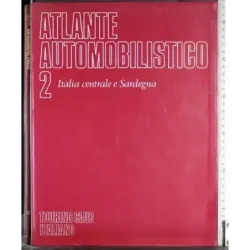 ATLANTE
AUTOMOBILISTICO
2 Italia centrale e Sardegna
TOURING CLUB
ITALIANO